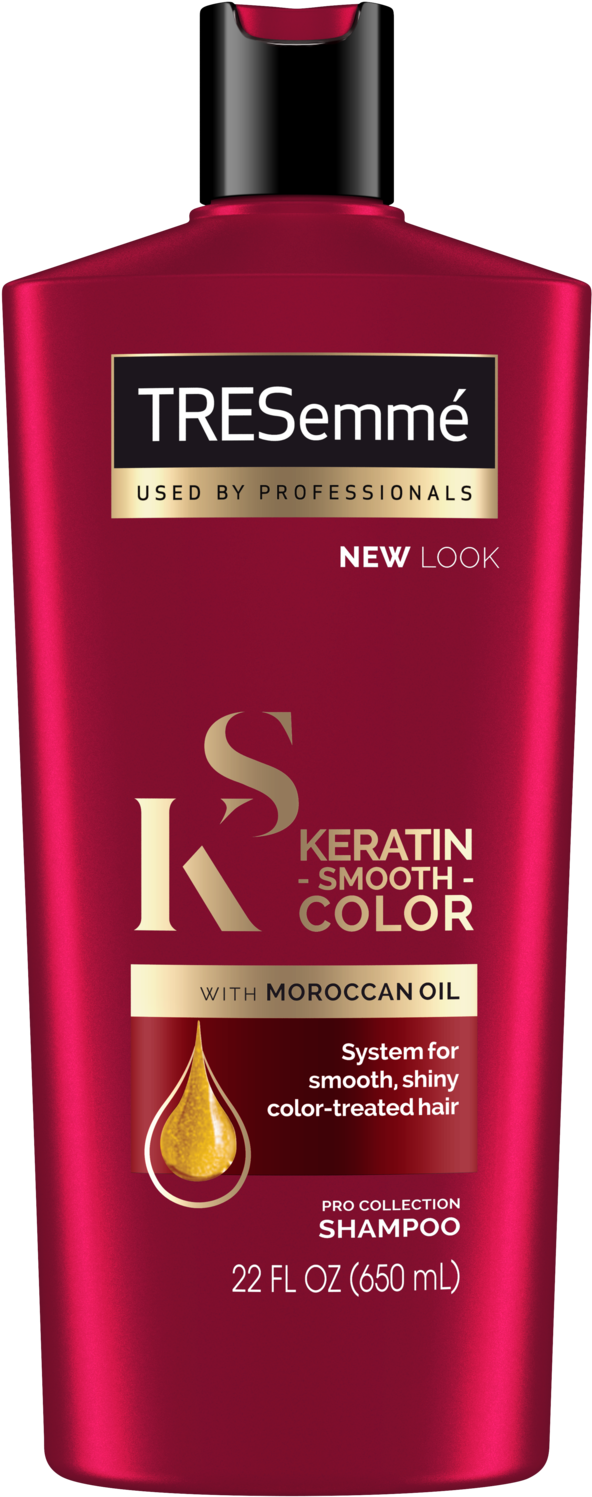 TRESemmé
USED BY PROFESSIONALS
NEW LOOK
KS
KERATIN
- SMOOTH -
COLOR
WITH MOROCCAN OIL
System for
smooth, shiny
color-treated hair
PRO COLLECTION
SHAMPOO
22 FL OZ (650 mL)